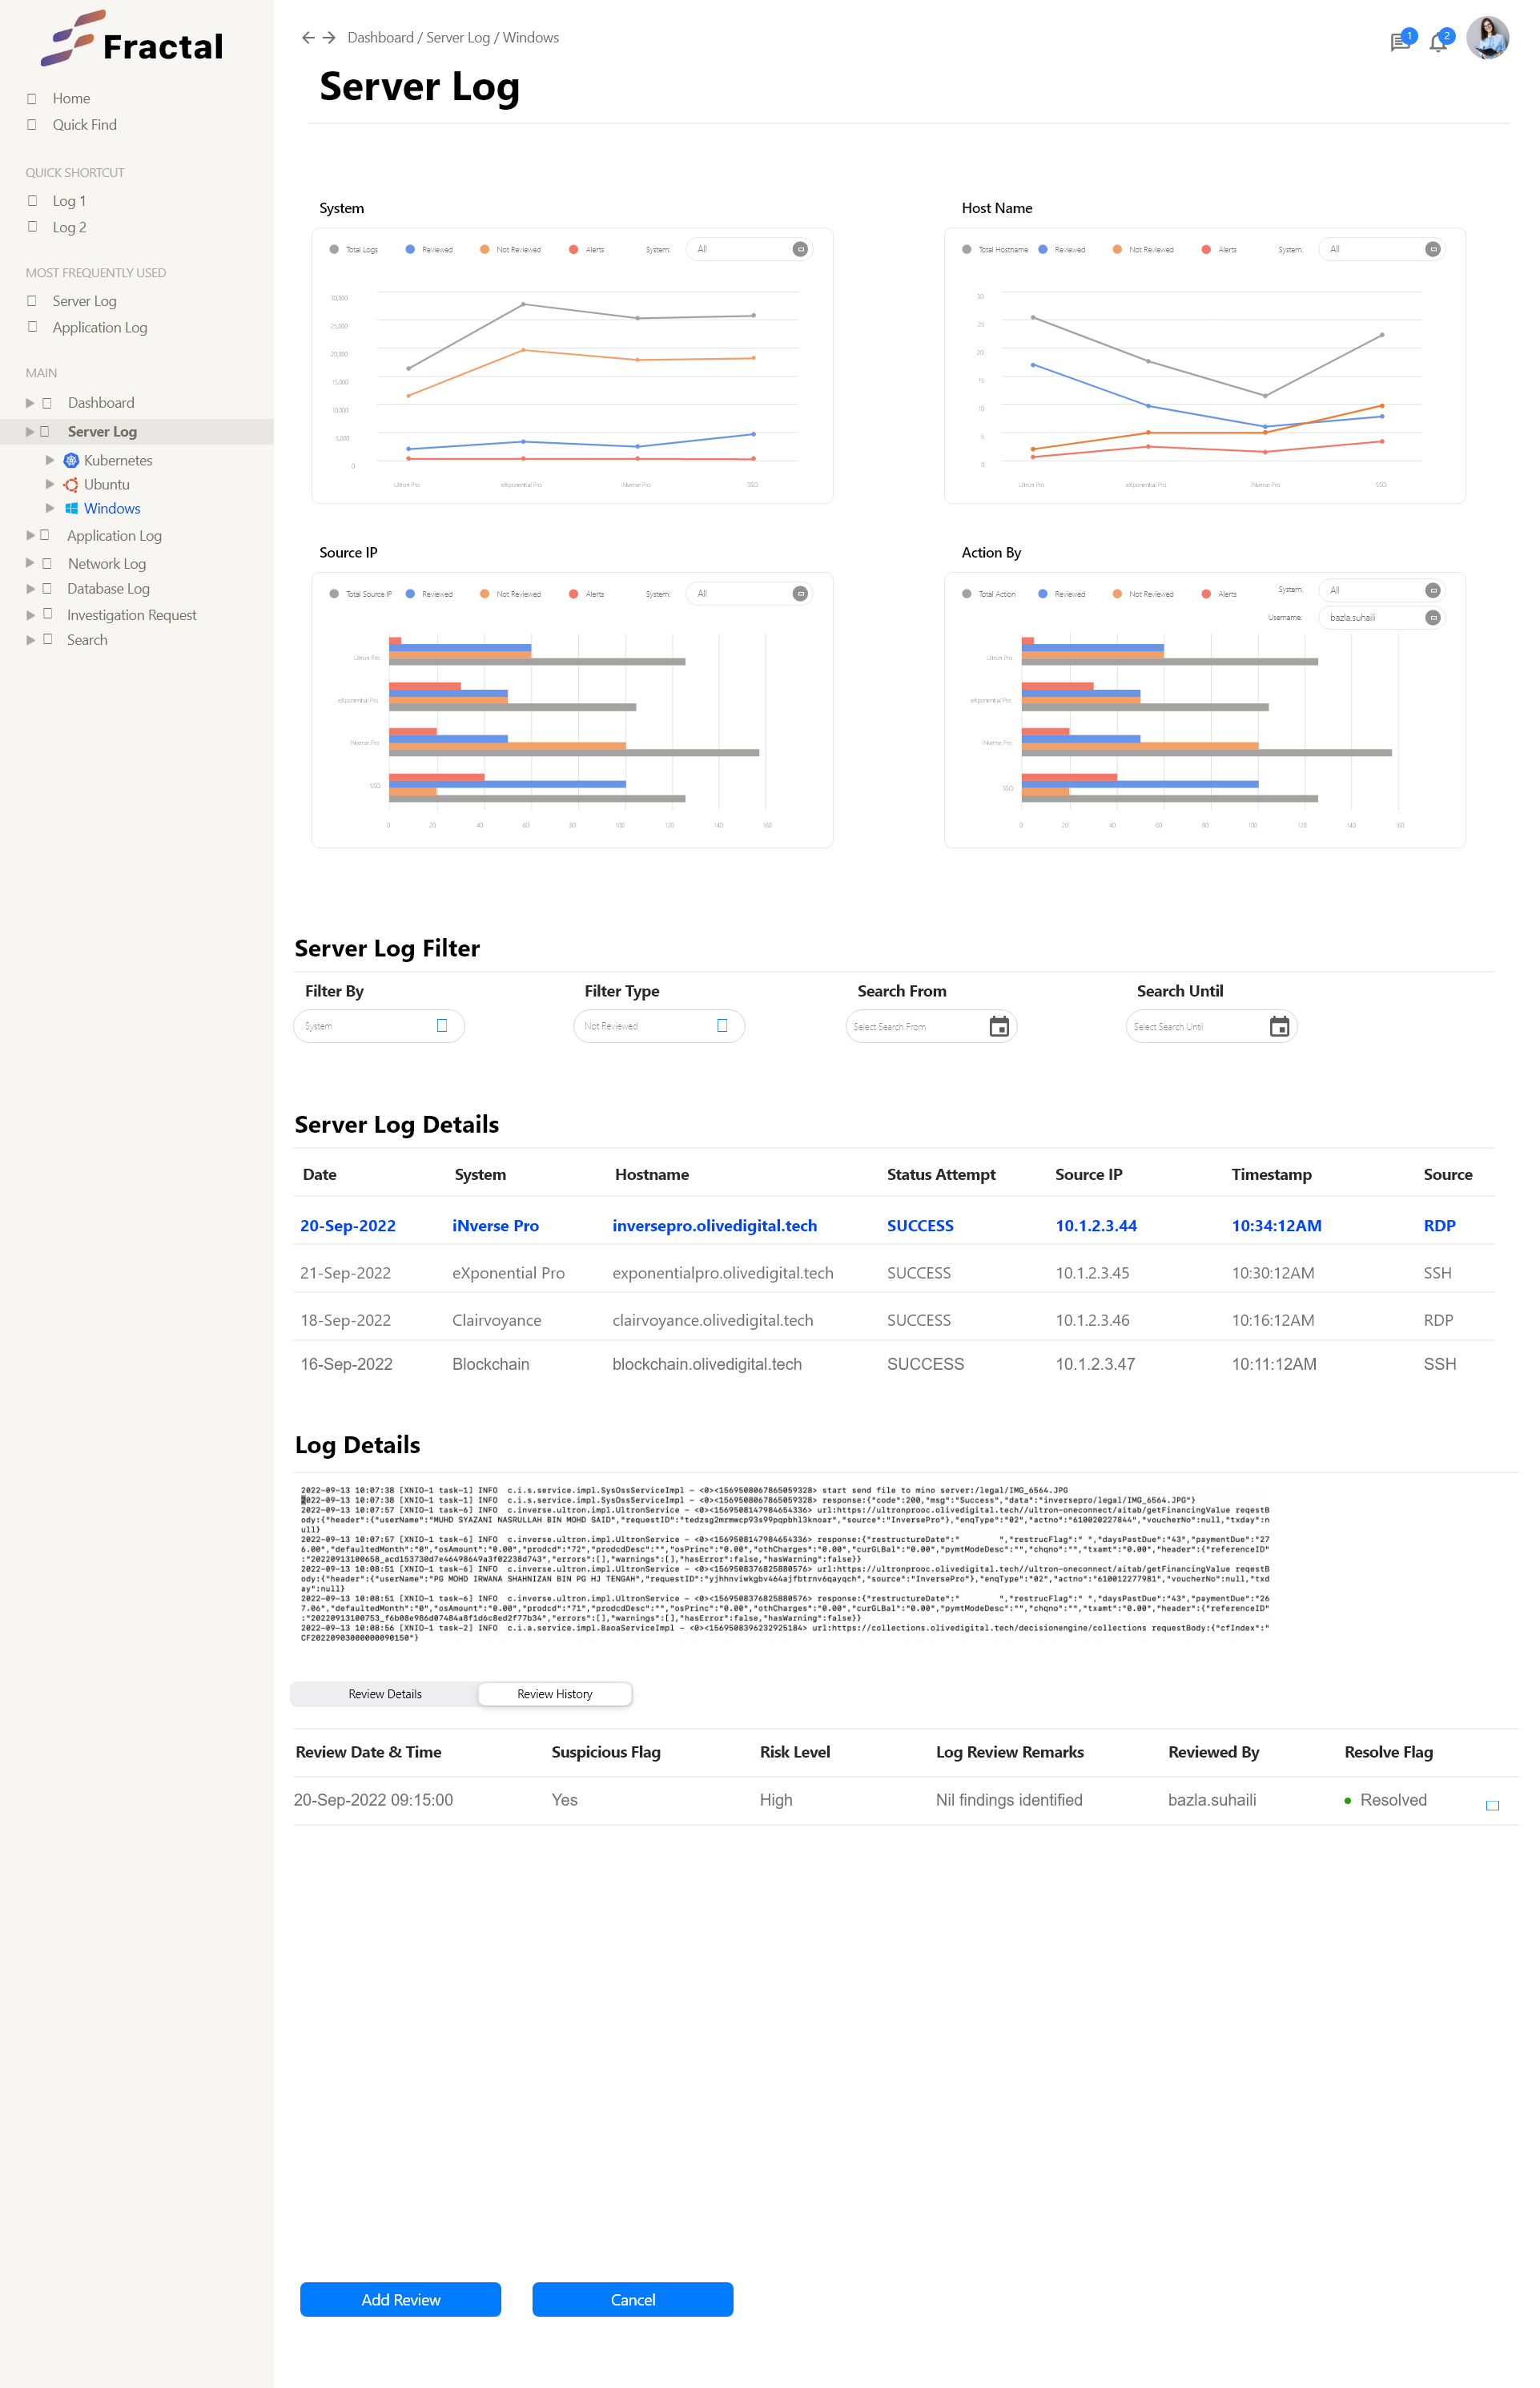 Fractal
Home
Quick Find
QUICK SHORTCUT
Log 1
Log 2
MOST FREQUENTLY USED
Server Log
Application Log
MAIN
Dashboard
Server Log
Kubernetes
Ubuntu
Windows
Application Log
Network Log
Database Log
Investigation Request
Search
Dashboard / Server Log / Windows
1
2
Server Log
System
Total Logs Reviewed Not Reviewed Alerts System: All
30,000
25,000
20,000
15,000
10,000
5,000
0
Ultron Pro eXponential Pro iNverse Pro SSO
Host Name
Total Hostname Reviewed Not Reviewed Alerts System: All
30
25
20
15
10
5
0
Ultron Pro eXponential Pro iNverse Pro SSO
Source IP
Total Source IP Reviewed Not Reviewed Alerts System: All
Ultron Pro
eXponential Pro
iNverse Pro
SSO
0 20 40 60 80 100 120 140 160
Action By
Total Action Reviewed Not Reviewed Alerts System: All
Username: bazla.suhaili
Ultron Pro
eXponential Pro
iNverse Pro
SSO
0 20 40 60 80 100 120 140 160
Server Log Filter
Filter By Filter Type Search From Search Until
System Not Reviewed Select Search From Select Search Until
Server Log Details
Date System Hostname Status Attempt Source IP Timestamp Source
20-Sep-2022 iNverse Pro inversepro.olivedigital.tech SUCCESS 10.1.2.3.44 10:34:12AM RDP
21-Sep-2022 eXponential Pro exponentialpro.olivedigital.tech SUCCESS 10.1.2.3.45 10:30:12AM SSH
18-Sep-2022 Clairvoyance clairvoyance.olivedigital.tech SUCCESS 10.1.2.3.46 10:16:12AM RDP
16-Sep-2022 Blockchain blockchain.olivedigital.tech SUCCESS 10.1.2.3.47 10:11:12AM SSH
Log Details
2022-09-13 10:07:38 [XNIO-1 task-1] INFO c.i.s.service.impl.SysOssServiceImpl - <0><1569508067865059328> start send file to mino server:/legal/IMG_6564.JPG
2022-09-13 10:07:38 [XNIO-1 task-1] INFO c.i.s.service.impl.SysOssServiceImpl - <0><1569508067865059328> response:{"code":200,"msg":"Success","data":"inversepro/legal/IMG_6564.JPG"}
2022-09-13 10:07:57 [XNIO-1 task-6] INFO c.inverse.ultron.impl.UltronService - <0><1569508147984654336> url:https://ultronprooc.olivedigital.tech//ultron-oneconnect/aitab/getFinancingValue reqestB
ody:{"header":{"userName":"MUHD SYAZANI NASRULLAH BIN MOHD SAID","requestID":"tedzsg2mrmwcp93s99pqpbhl3knoar","source":"InversePro"},"enqType":"02","actno":"610020227844","voucherNo":null,"txday":n
ull}
2022-09-13 10:07:57 [XNIO-1 task-6] INFO c.inverse.ultron.impl.UltronService - <0><1569508147984654336> response:{"restructureDate":" ","restrucFlag":" ","daysPastDue":"43","paymentDue":"27
6.00","defaultedMonth":"0","osAmount":"0.00","prodcd":"72","prodcdDesc":"","osPrinc":"0.00","othCharges":"0.00","curGLBal":"0.00","pymtModeDesc":"","chqno":"","txamt":"0.00","header":{"referenceID"
:"20220913100658_acd153730d7e46498649a3f02238d743","errors":[],"warnings":[],"hasError":false,"hasWarning":false}}
2022-09-13 10:08:51 [XNIO-1 task-6] INFO c.inverse.ultron.impl.UltronService - <0><1569508376825880576> url:https://ultronprooc.olivedigital.tech//ultron-oneconnect/aitab/getFinancingValue reqestB
ody:{"header":{"userName":"PG MOHD IRWANA SHAHNIZAN BIN PG HJ TENGAH","requestID":"yjhhnviwkgbv464ajfbtrnv6qayqch","source":"InversePro"},"enqType":"02","actno":"610012277981","voucherNo":null,"txd
ay":null}
2022-09-13 10:08:51 [XNIO-1 task-6] INFO c.inverse.ultron.impl.UltronService - <0><1569508376825880576> response:{"restructureDate":" ","restrucFlag":" ","daysPastDue":"43","paymentDue":"26
7.06","defaultedMonth":"0","osAmount":"0.00","prodcd":"71","prodcdDesc":"","osPrinc":"0.00","othCharges":"0.00","curGLBal":"0.00","pymtModeDesc":"","chqno":"","txamt":"0.00","header":{"referenceID"
:"20220913100753_f6b08e986d07484a8f1d6c8ed2f77b34","errors":[],"warnings":[],"hasError":false,"hasWarning":false}}
2022-09-13 10:08:56 [XNIO-1 task-2] INFO c.i.a.service.impl.BaoaServiceImpl - <0><1569508396232925184> url:https://collections.olivedigital.tech/decisionengine/collections requestBody:{"cfIndex":"
CF20220903000000090150"}
Review Details Review History
Review Date & Time Suspicious Flag Risk Level Log Review Remarks Reviewed By Resolve Flag
20-Sep-2022 09:15:00 Yes High Nil findings identified bazla.suhaili Resolved
Add Review Cancel